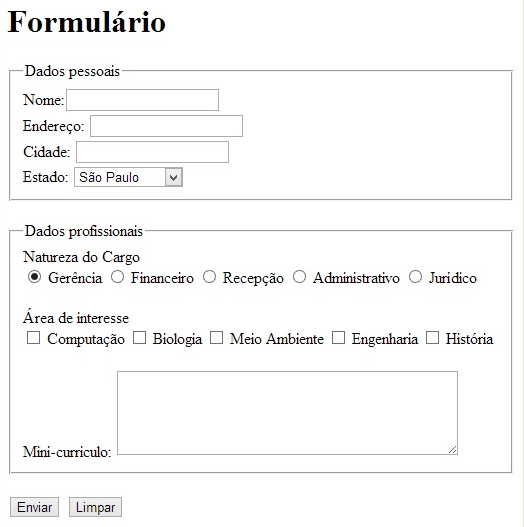 Formulário
Dados pessoais
Nome:
Endereço:
Cidade:
Estado: São Paulo
Dados profissionais
Natureza do Cargo
Gerência Financeiro Recepção Administrativo Juridico
Área de interesse
Computação Biologia Meio Ambiente Engenharia História
Mini-curriculo:
Enviar Limpar